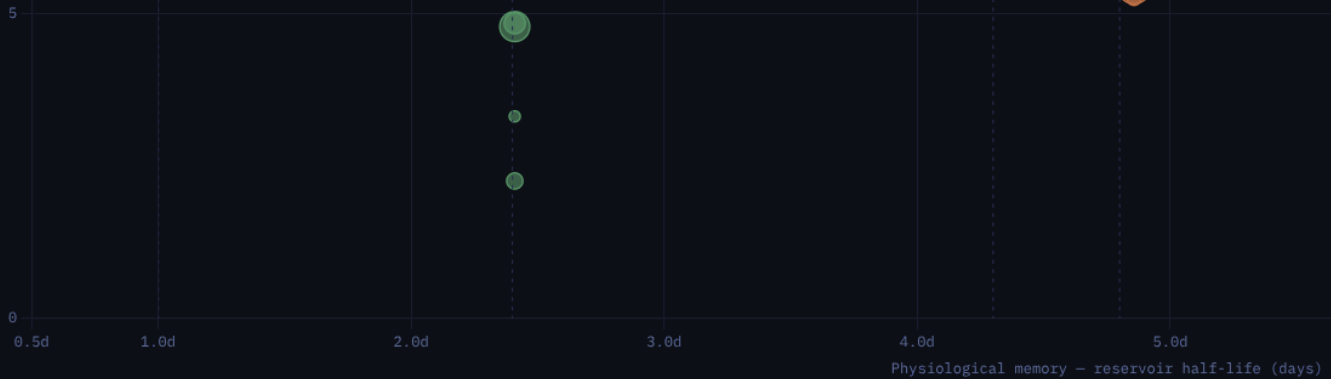 5
0
0.5d 1.0d 2.0d 3.0d 4.0d 5.0d
Physiological memory — reservoir half-life (days)